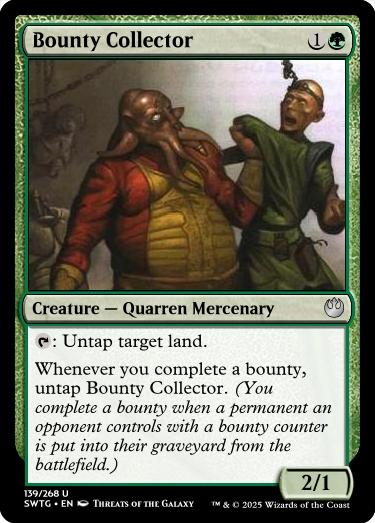 Bounty Collector 1
Creature — Quarren Mercenary
: Untap target land.
Whenever you complete a bounty,
untap Bounty Collector. (You
complete a bounty when a permanent an
opponent controls with a bounty counter
is put into their graveyard from the
battlefield.)
2/1
139/268 U
SWTG • EN Threats of the Galaxy ™ & © 2025 Wizards of the Coast